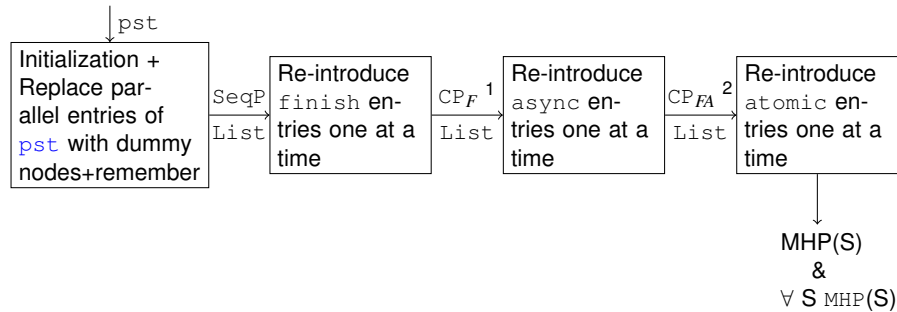 pst
Initialization +
Replace par-
allel entries of
pst with dummy
nodes+remember
SeqP
List
Re-introduce
finish en-
tries one at a
time
CP_F 1
List
Re-introduce
async en-
tries one at a
time
CP_FA 2
List
Re-introduce
atomic en-
tries one at a
time
MHP(S)
&
∀ S MHP(S)